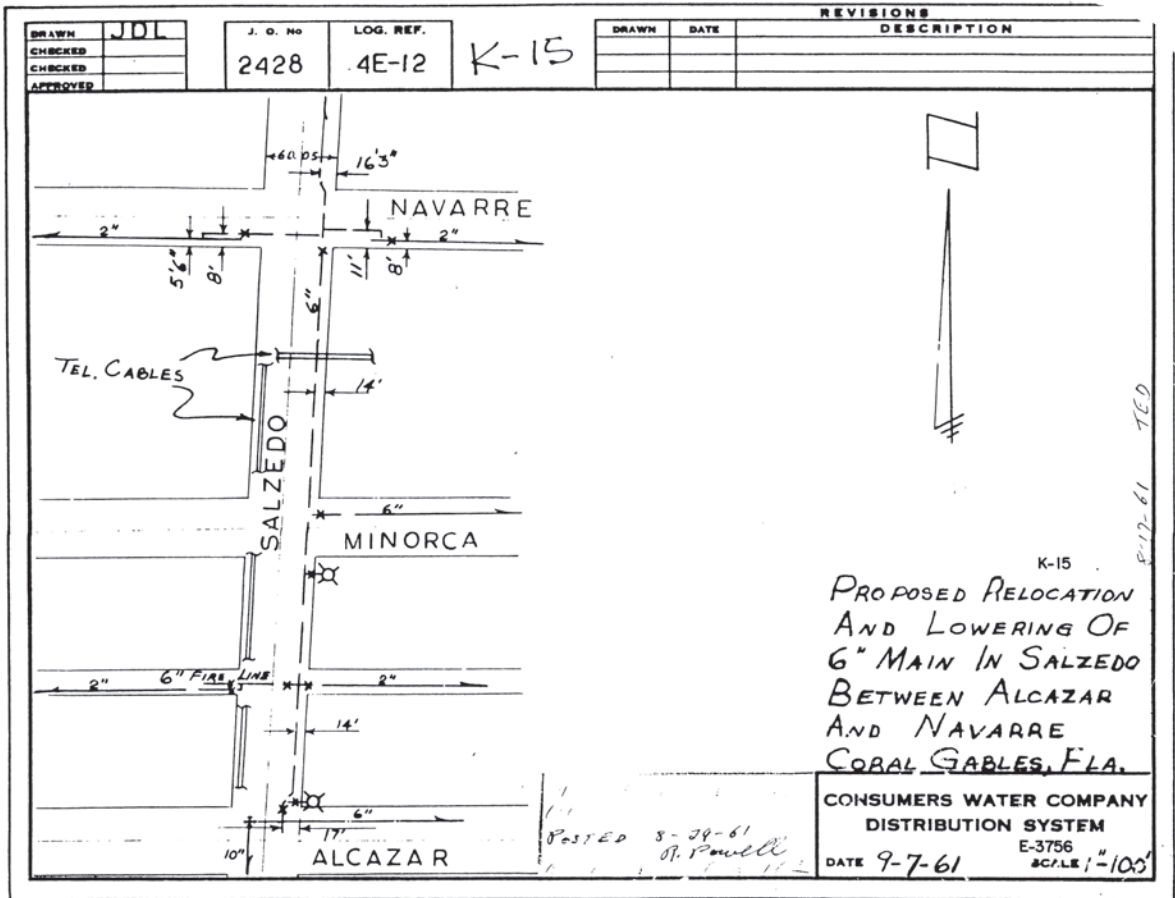 REVISIONS
DRAWN JDL
CHECKED
CHECKED
APPROVED
J. O. No
2428
LOG. REF.
4E-12
K-15
DRAWN DATE DESCRIPTION
60.05
16'3"
NAVARRE
2" 2"
5'6" 8' 11' 8'
6"
TEL. CABLES
14'
SALZEDO
6"
MINORCA
6" FIRE LINE
2" 2"
14'
6"
17'
10"
ALCAZAR
TED
K-15
PROPOSED RELOCATION
AND LOWERING OF
6" MAIN IN SALZEDO
BETWEEN ALCAZAR
AND NAVARRE
CORAL GABLES, FLA.
POSTED 8-29-61
R. Powell
CONSUMERS WATER COMPANY
DISTRIBUTION SYSTEM
E-3756
DATE 9-7-61 SCALE 1"-100'